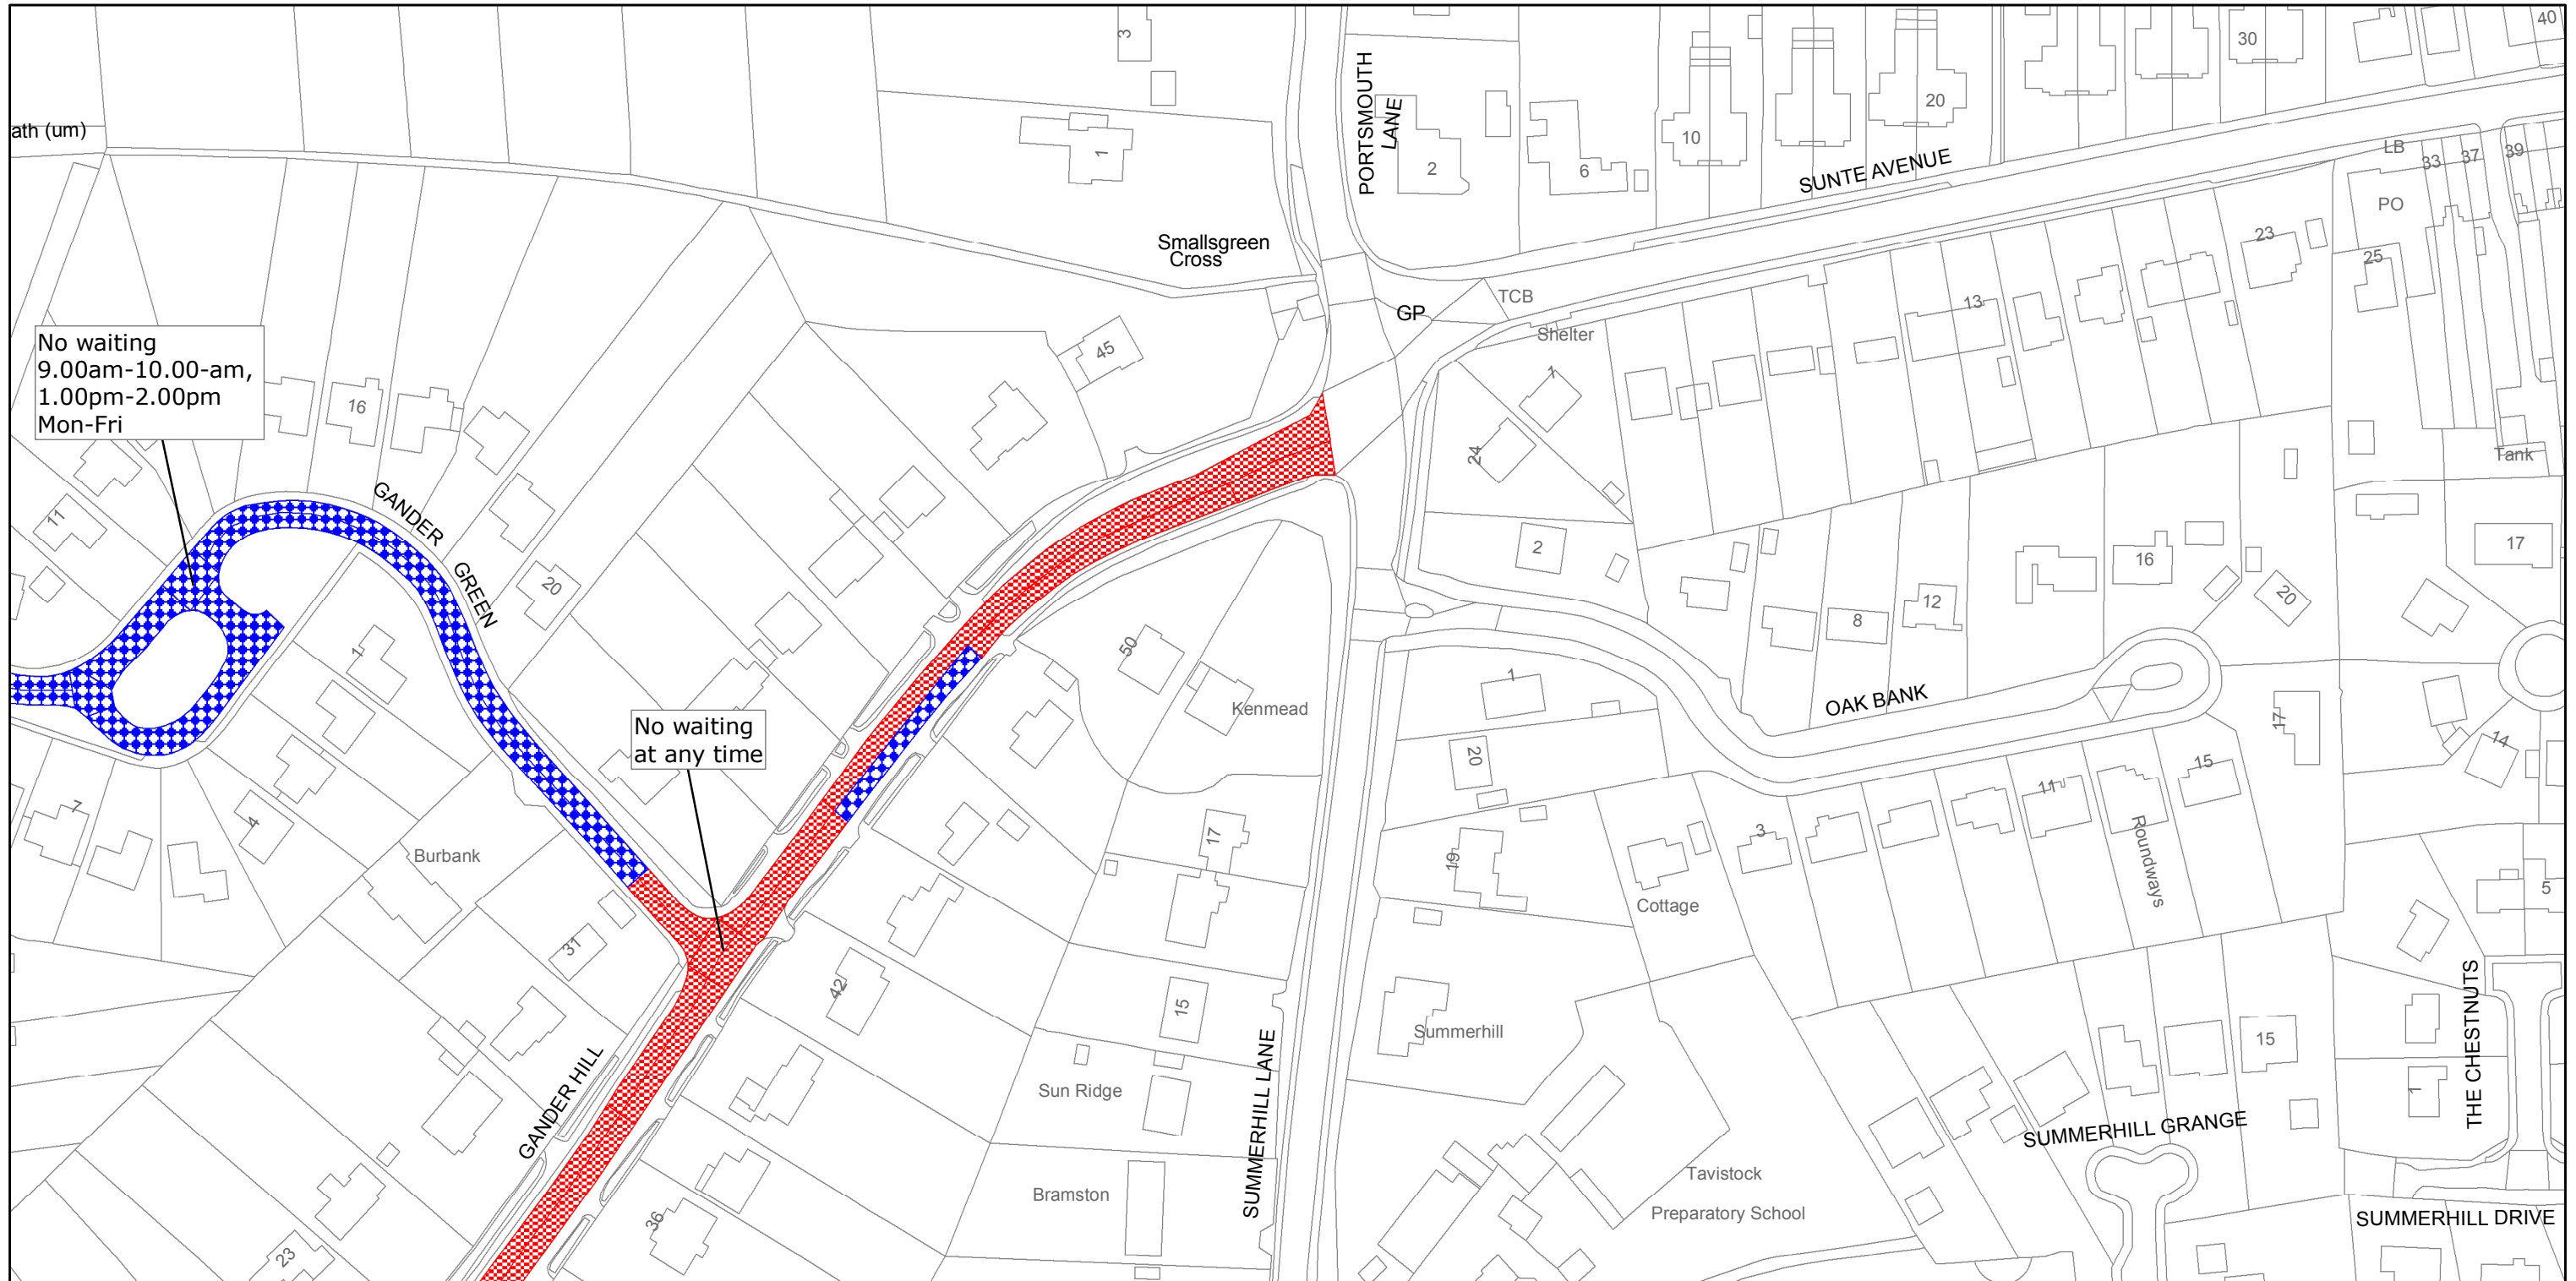 3
PORTSMOUTH
LANE
30
40
ath (um)
1
2
6
10
20
SUNTE AVENUE
LB
33
37
39
PO
Smallsgreen
Cross
23
25
TCB
GP
Shelter
13
No waiting
9.00am-10.00-am,
1.00pm-2.00pm
Mon-Fri
16
45
1
24
Tank
GANDER
GREEN
11
20
2
16
17
8
12
20
1
50
Kenmead
1
OAK BANK
17
14
No waiting
at any time
20
7
4
Burbank
17
19
3
11
15
Roundways
Cottage
5
31
42
15
Summerhill
15
THE CHESTNUTS
1
GANDER HILL
Sun Ridge
SUMMERHILL LANE
SUMMERHILL GRANGE
Tavistock
Preparatory School
Bramston
36
23
SUMMERHILL DRIVE